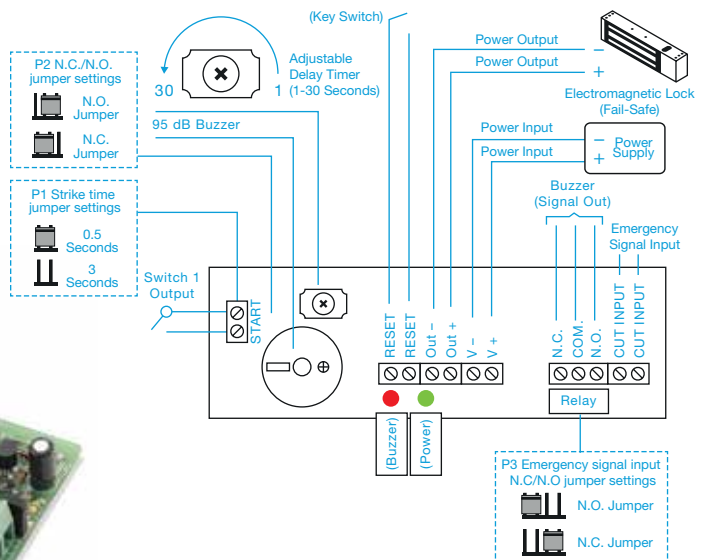 P2 N.C./N.O.
jumper settings
N.O.
Jumper
N.C.
Jumper
30
1
Adjustable
Delay Timer
(1-30 Seconds)
95 dB Buzzer
P1 Strike time
jumper settings
0.5
Seconds
3
Seconds
Switch 1
Output
(Key Switch)
Power Output
Power Output
−
+
Electromagnetic Lock
(Fail-Safe)
Power Input
Power Input
− Power
+ Supply
Buzzer
(Signal Out)
Emergency
Signal Input
START
RESET
RESET
Out −
Out +
V −
V +
N.C.
COM.
N.O.
CUT INPUT
CUT INPUT
Relay
(Buzzer)
(Power)
P3 Emergency signal input
N.C/N.O jumper settings
N.O. Jumper
N.C. Jumper